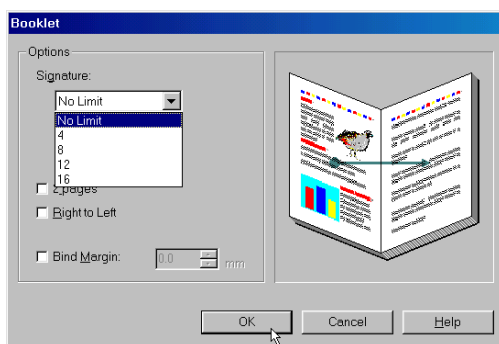 Booklet
Options
Signature:
No Limit
No Limit
4
8
12
16
2 pages
Right to Left
Bind Margin:
0.0
mm
OK
Cancel
Help